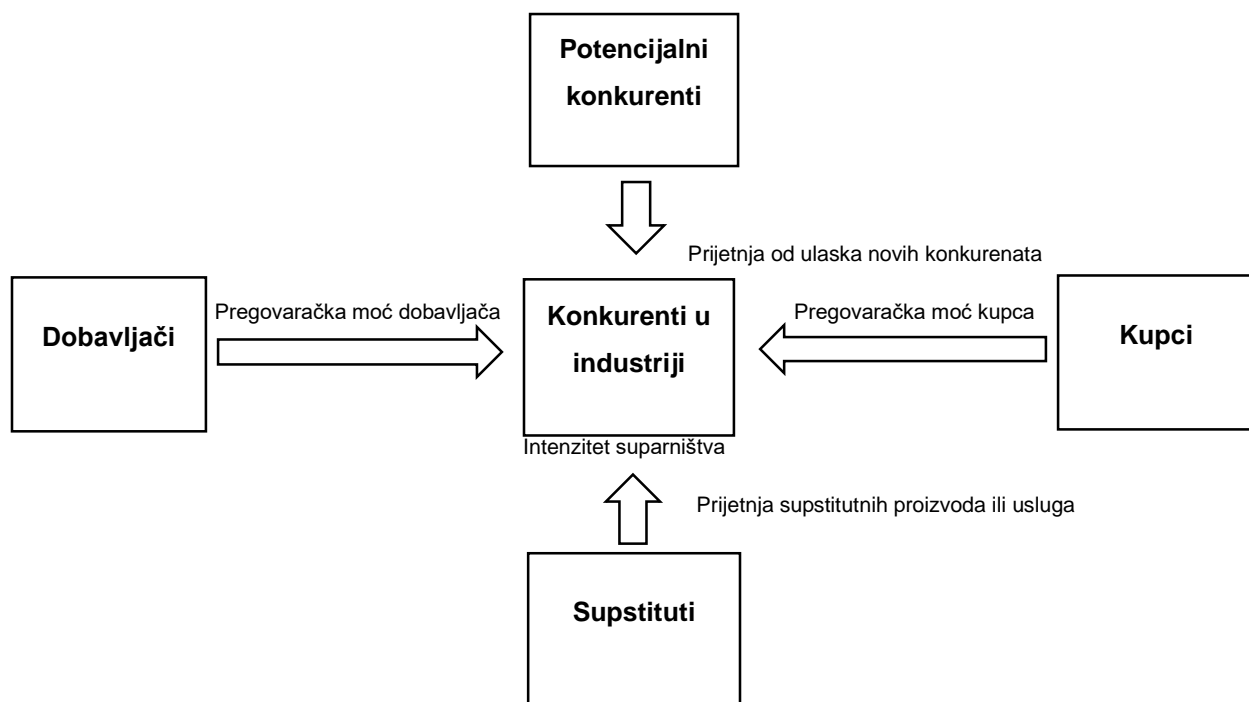 Potencijalni
konkurenti
Prijetnja od ulaska novih konkurenata
Dobavljači
Pregovaračka moć dobavljača
Konkurenti u
industriji
Intenzitet suparništva
Pregovaračka moć kupca
Kupci
Prijetnja supstitutnih proizvoda ili usluga
Supstituti